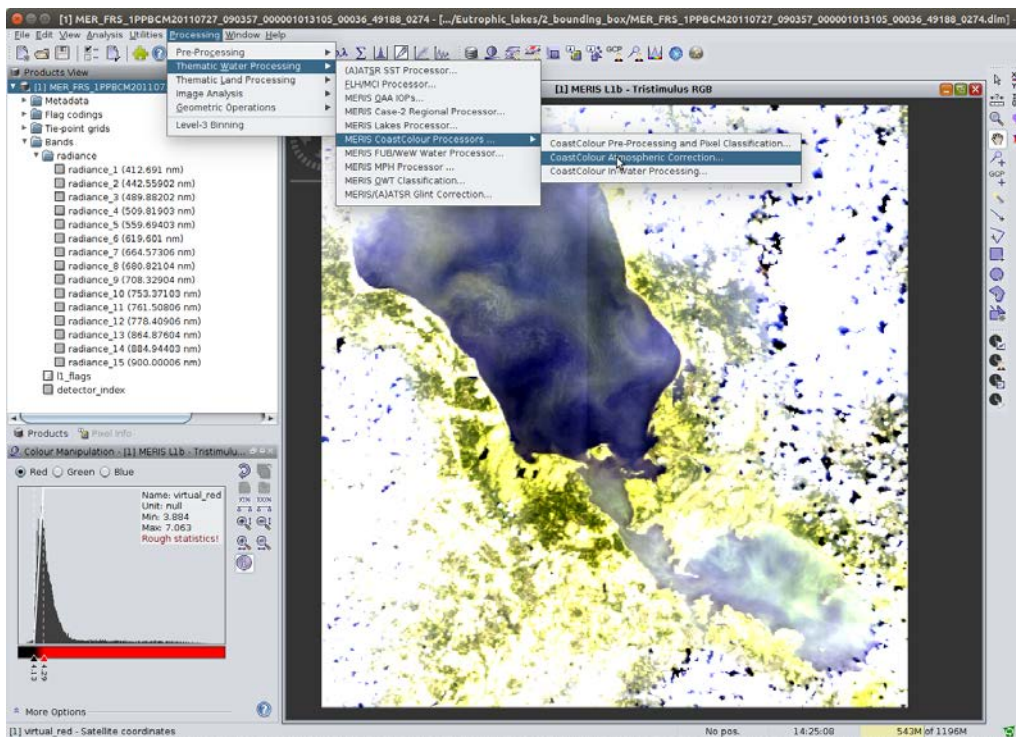 [1] MER_FRS_1PPBCM20110727_090357_000001013105_00036_49188_0274 - [.../Eutrophic_lakes/2_bounding_box/MER_FRS_1PPBCM20110727_090357_000001013105_00036_49188_0274.dim] -
File Edit View Analysis Utilities Processing Window Help
Pre-Processing
Thematic Water Processing
Thematic Land Processing
Image Analysis
Geometric Operations
Level-3 Binning
(A)ATSR SST Processor...
FLH/MCI Processor...
MERIS QAA IOPs...
MERIS Case-2 Regional Processor...
MERIS Lakes Processor...
MERIS CoastColour Processors ...
MERIS FUB/WeW Water Processor...
MERIS MPH Processor ...
MERIS OWT Classification...
MERIS/(A)ATSR Glint Correction...
CoastColour Pre-Processing and Pixel Classification...
CoastColour Atmospheric Correction...
CoastColour In-Water Processing...
Products View
[1] MER_FRS_1PPBCM2011072
Metadata
Flag codings
Tie-point grids
Bands
radiance
radiance_1 (412.691 nm)
radiance_2 (442.55902 nm)
radiance_3 (489.88202 nm)
radiance_4 (509.81903 nm)
radiance_5 (559.69403 nm)
radiance_6 (619.601 nm)
radiance_7 (664.57306 nm)
radiance_8 (680.82104 nm)
radiance_9 (708.32904 nm)
radiance_10 (753.37103 nm)
radiance_11 (761.50806 nm)
radiance_12 (778.40906 nm)
radiance_13 (864.87604 nm)
radiance_14 (884.94403 nm)
radiance_15 (900.00006 nm)
l1_flags
detector_index
Products Pixel Info
[1] MERIS L1b - Tristimulus RGB
GCP
GCP
Colour Manipulation - [1] MERIS L1b - Tristimulu...
Red Green Blue
Name: virtual_red
Unit: null
Min: 3.884
Max: 7.063
Rough statistics!
4.13
4.29
More Options
[1] virtual_red - Satellite coordinates
No pos.
14:25:08
543M of 1196M